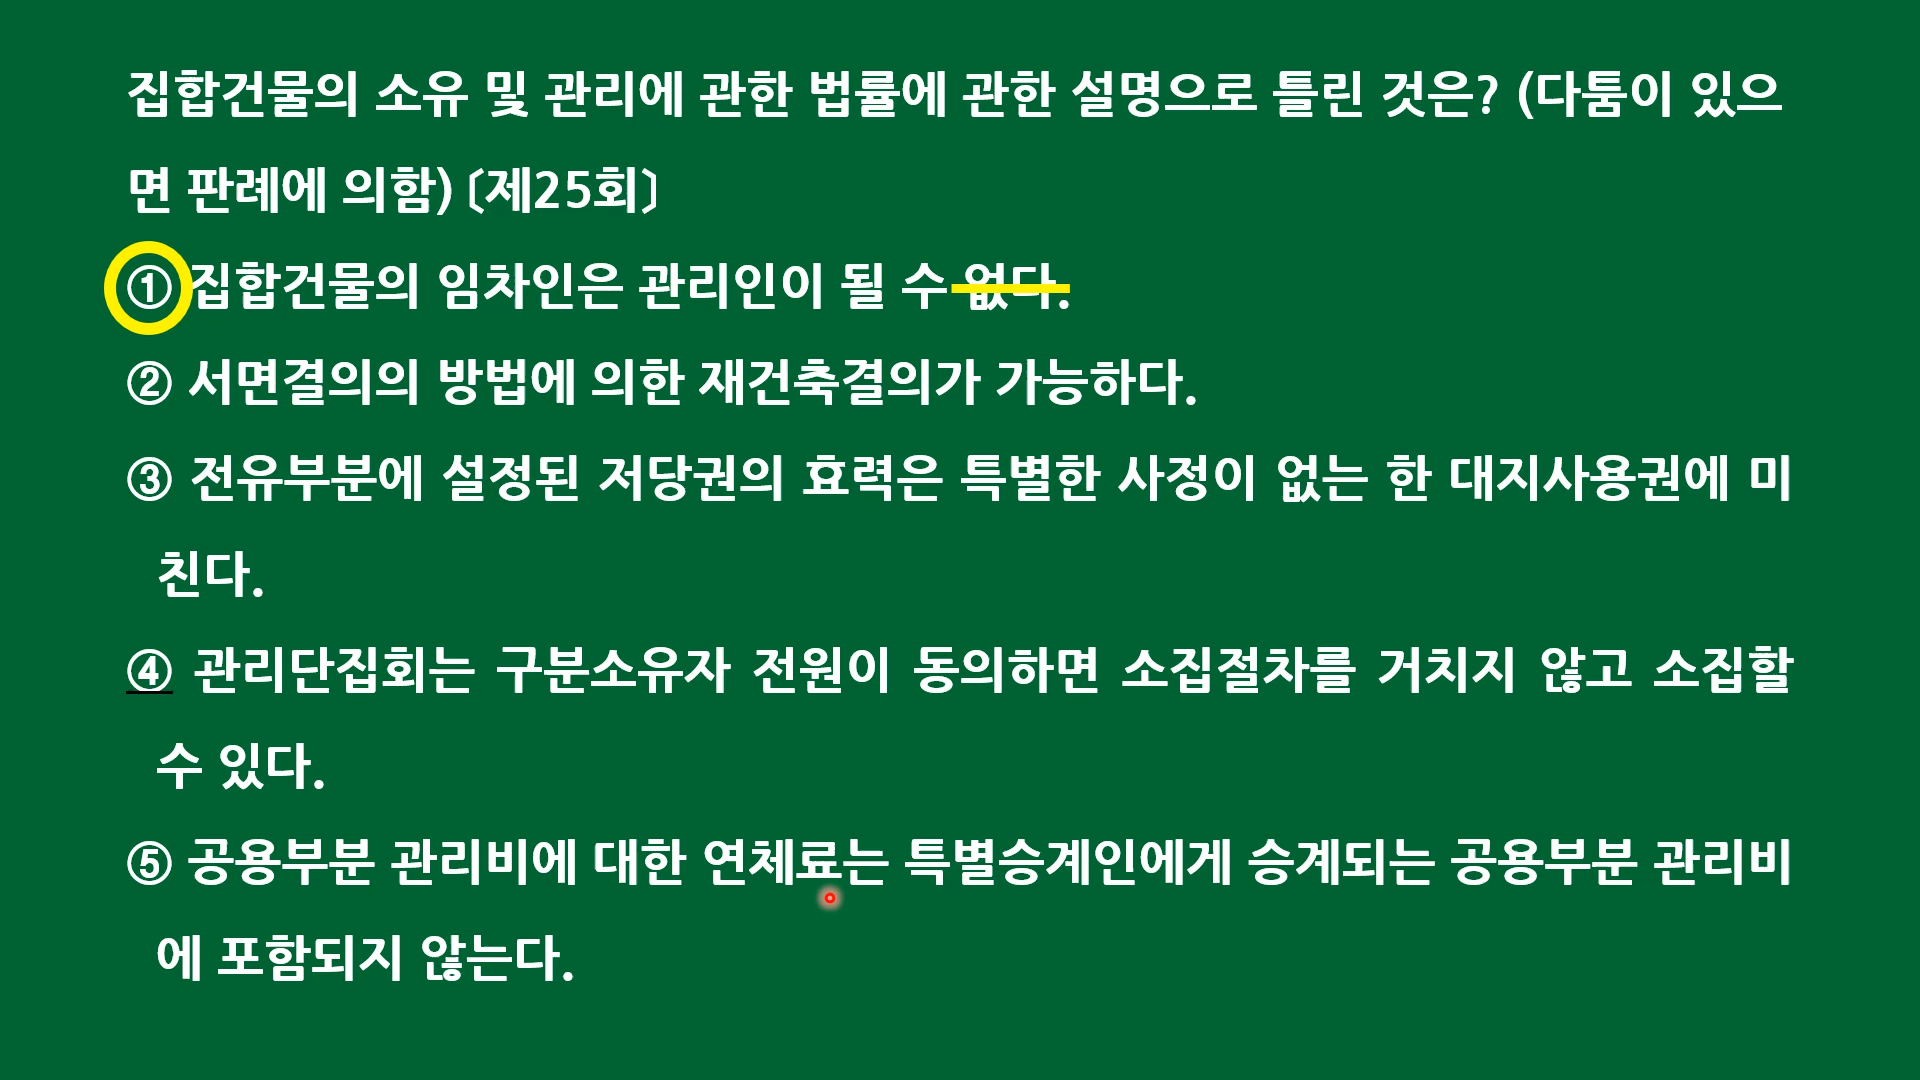 집합건물의 소유 및 관리에 관한 법률에 관한 설명으로 틀린 것은? (다툼이 있으
면 판례에 의함)〔제25회〕
① 집합건물의 임차인은 관리인이 될 수 없다.
② 서면결의의 방법에 의한 재건축결의가 가능하다.
③ 전유부분에 설정된 저당권의 효력은 특별한 사정이 없는 한 대지사용권에 미
친다.
④ 관리단집회는 구분소유자 전원이 동의하면 소집절차를 거치지 않고 소집할
수 있다.
⑤ 공용부분 관리비에 대한 연체료는 특별승계인에게 승계되는 공용부분 관리비
에 포함되지 않는다.